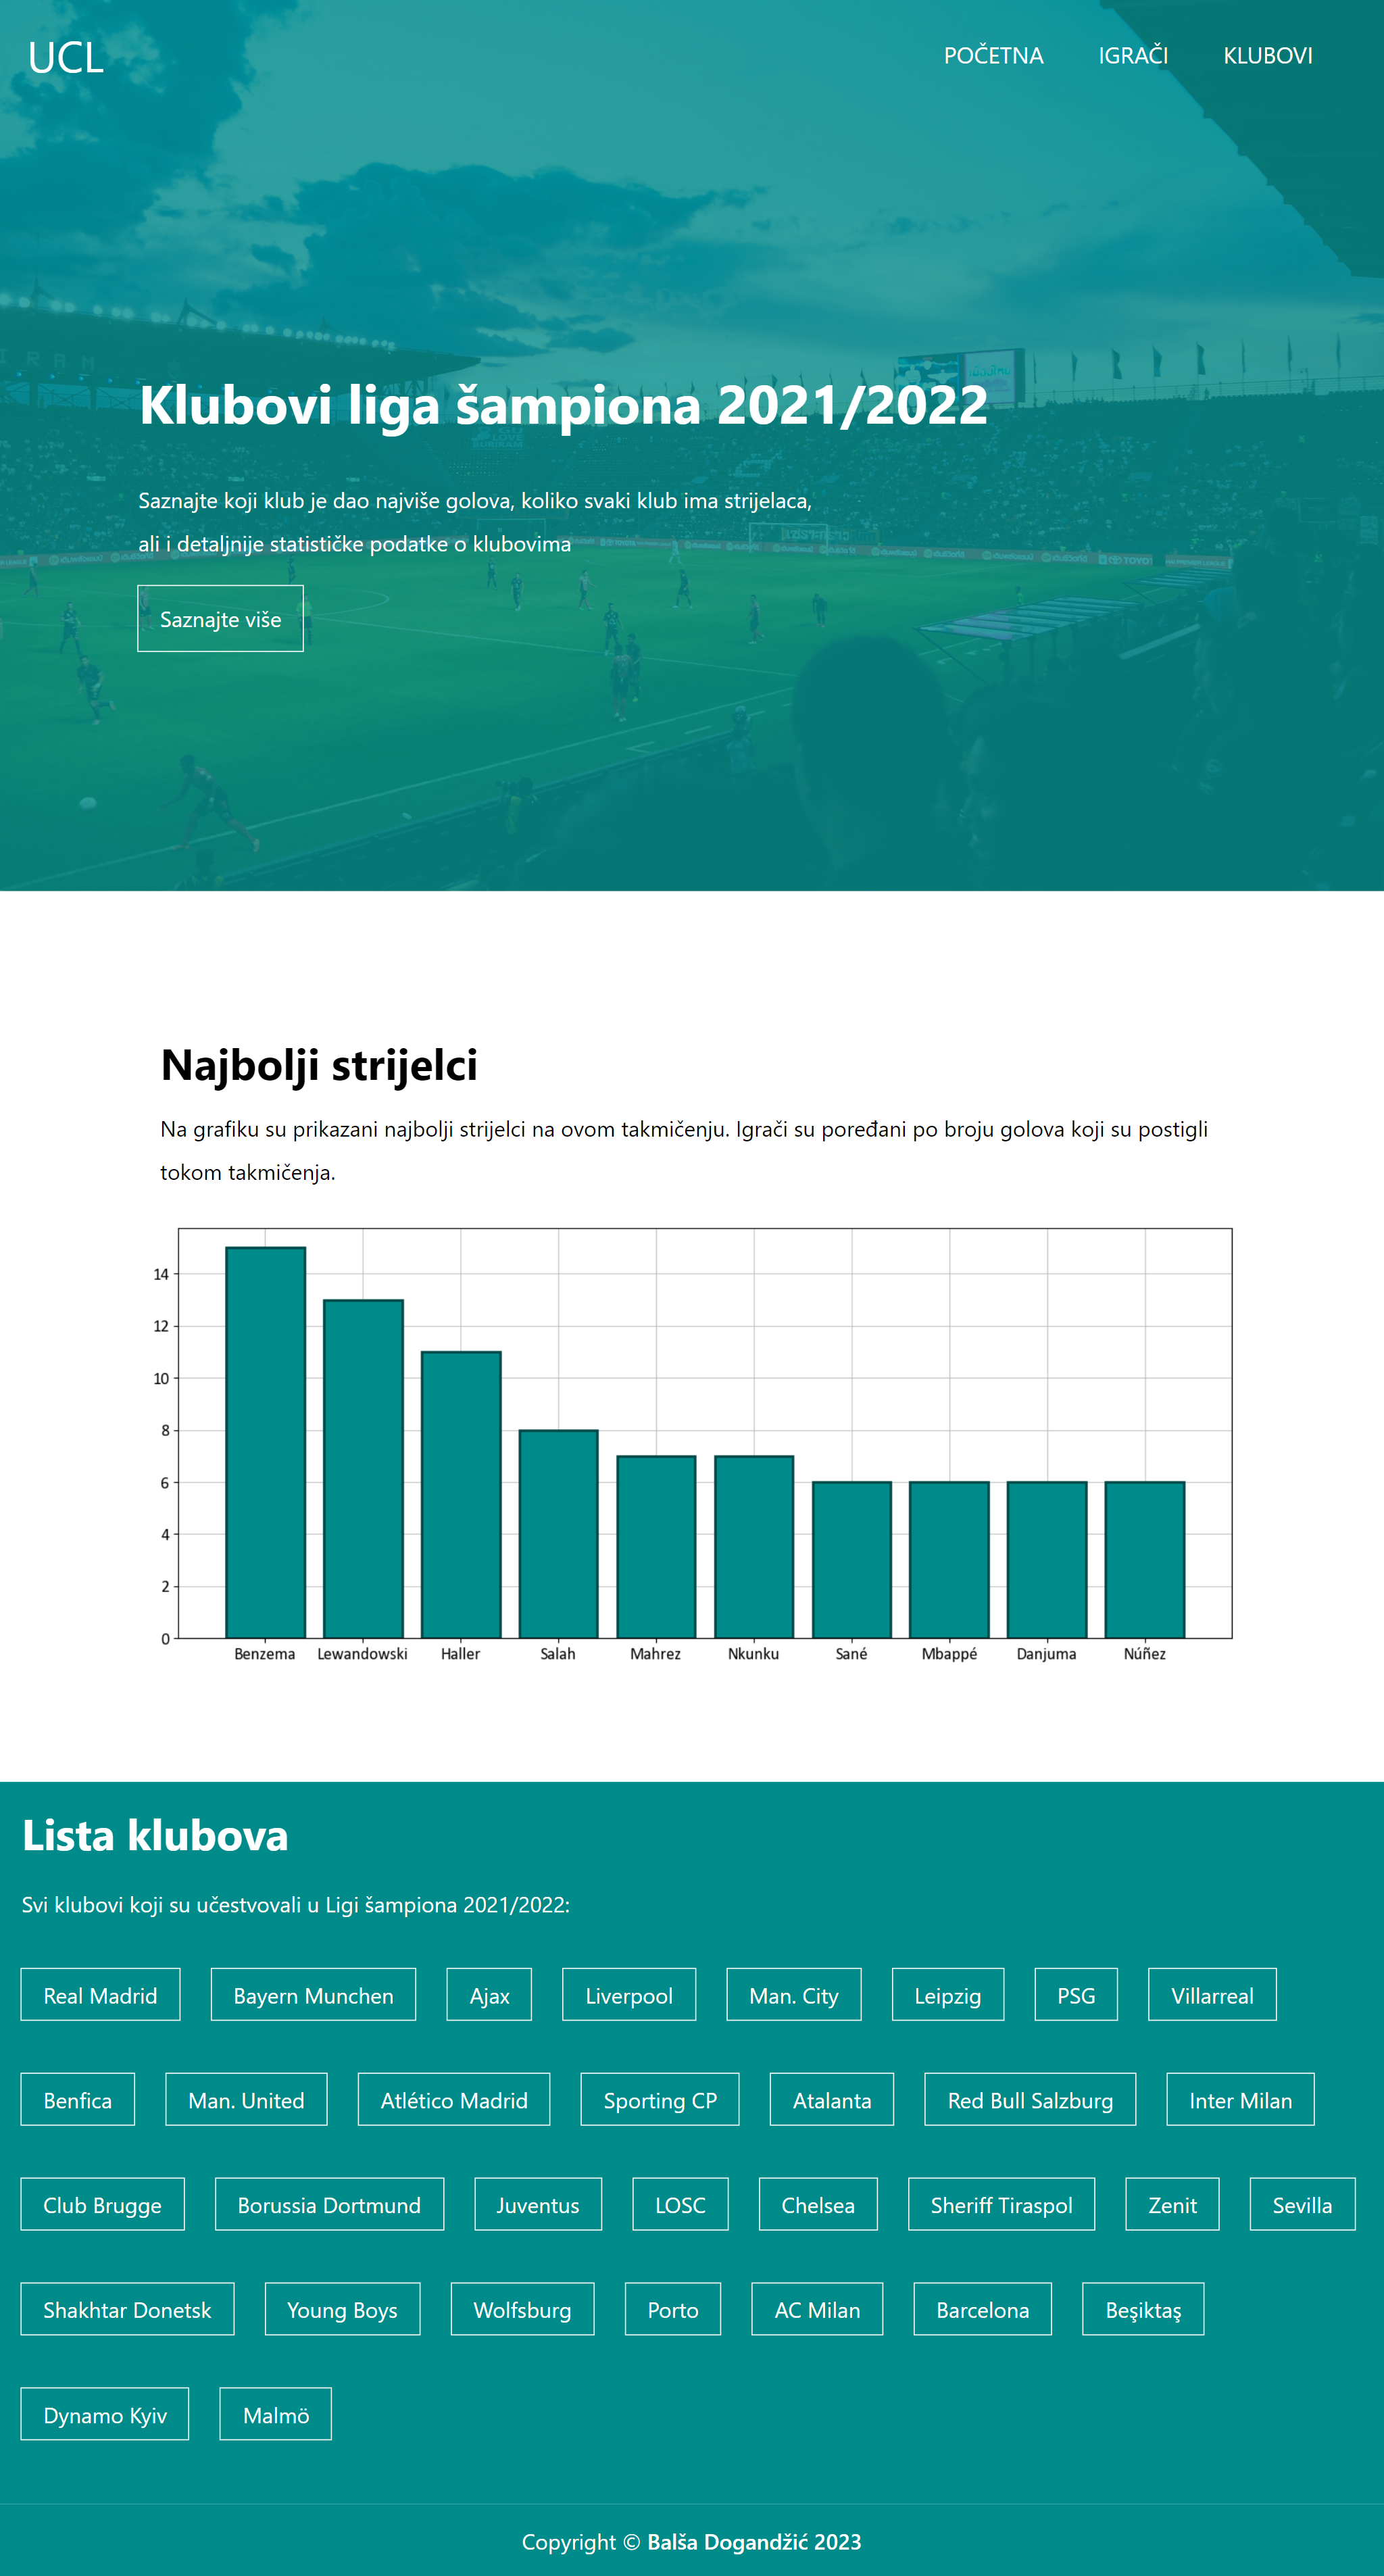 UCL
POČETNA IGRAČI KLUBOVI
Klubovi liga šampiona 2021/2022
Saznajte koji klub je dao najviše golova, koliko svaki klub ima strijelaca,
ali i detaljnije statističke podatke o klubovima
Saznajte više
Najbolji strijelci
Na grafiku su prikazani najbolji strijelci na ovom takmičenju. Igrači su poređani po broju golova koji su postigli
tokom takmičenja.
14
12
10
8
6
4
2
0
Benzema Lewandowski Haller Salah Mahrez Nkunku Sané Mbappé Danjuma Núñez
Lista klubova
Svi klubovi koji su učestvovali u Ligi šampiona 2021/2022:
Real Madrid Bayern Munchen Ajax Liverpool Man. City Leipzig PSG Villarreal
Benfica Man. United Atlético Madrid Sporting CP Atalanta Red Bull Salzburg Inter Milan
Club Brugge Borussia Dortmund Juventus LOSC Chelsea Sheriff Tiraspol Zenit Sevilla
Shakhtar Donetsk Young Boys Wolfsburg Porto AC Milan Barcelona Beşiktaş
Dynamo Kyiv Malmö
Copyright © Balša Dogandžić 2023